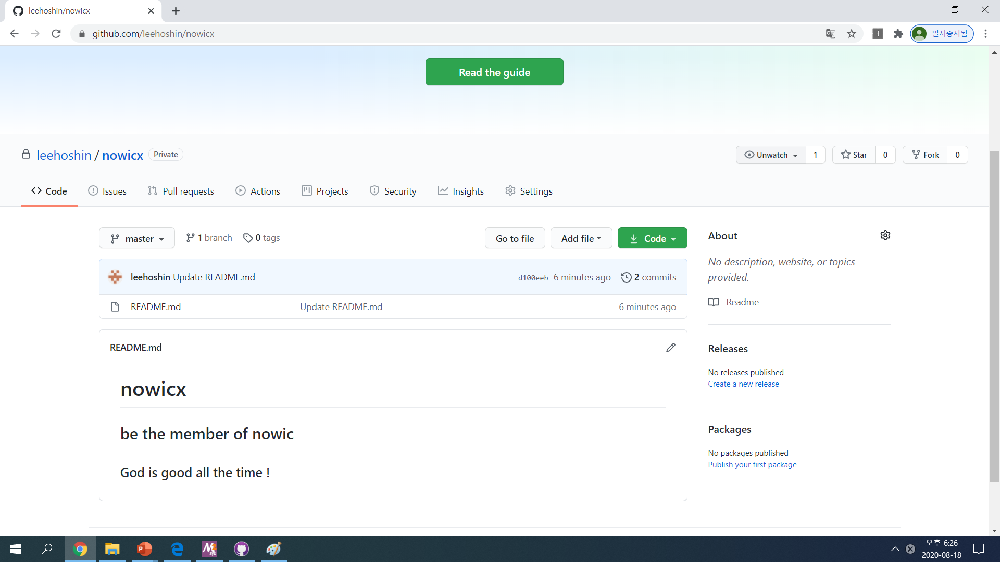 leehoshin/nowicx
github.com/leehoshin/nowicx
일시중지됨
Read the guide
leehoshin / nowicx Private
Unwatch 1 Star 0 Fork 0
Code Issues Pull requests Actions Projects Security Insights Settings
master 1 branch 0 tags Go to file Add file Code
leehoshin Update README.md d100eeb 6 minutes ago 2 commits
README.md Update README.md 6 minutes ago
README.md
nowicx
be the member of nowic
God is good all the time !
About
No description, website, or topics
provided.
Readme
Releases
No releases published
Create a new release
Packages
No packages published
Publish your first package
오후 6:26
2020-08-18